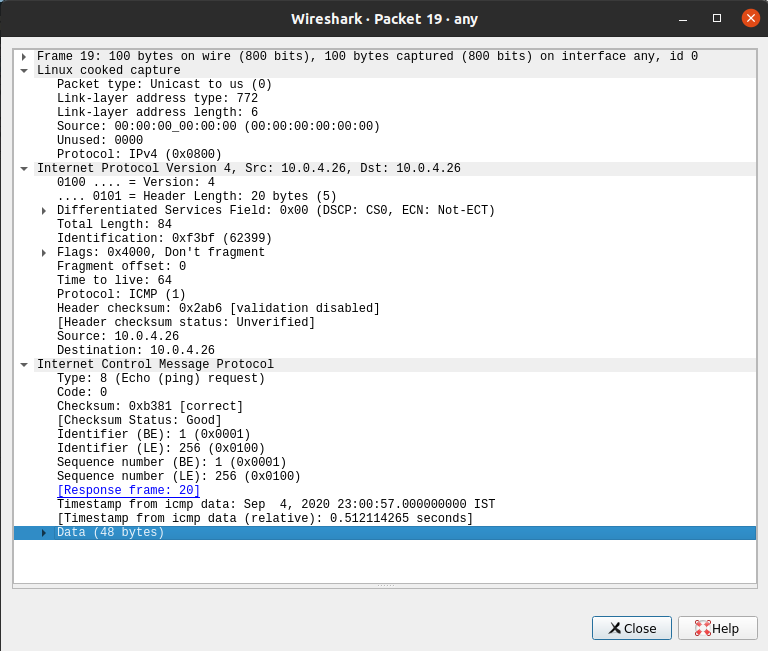 Wireshark · Packet 19 · any
Frame 19: 100 bytes on wire (800 bits), 100 bytes captured (800 bits) on interface any, id 0
Linux cooked capture
Packet type: Unicast to us (0)
Link-layer address type: 772
Link-layer address length: 6
Source: 00:00:00_00:00:00 (00:00:00:00:00:00)
Unused: 0000
Protocol: IPv4 (0x0800)
Internet Protocol Version 4, Src: 10.0.4.26, Dst: 10.0.4.26
0100 .... = Version: 4
.... 0101 = Header Length: 20 bytes (5)
Differentiated Services Field: 0x00 (DSCP: CS0, ECN: Not-ECT)
Total Length: 84
Identification: 0xf3bf (62399)
Flags: 0x4000, Don't fragment
Fragment offset: 0
Time to live: 64
Protocol: ICMP (1)
Header checksum: 0x2ab6 [validation disabled]
[Header checksum status: Unverified]
Source: 10.0.4.26
Destination: 10.0.4.26
Internet Control Message Protocol
Type: 8 (Echo (ping) request)
Code: 0
Checksum: 0xb381 [correct]
[Checksum Status: Good]
Identifier (BE): 1 (0x0001)
Identifier (LE): 256 (0x0100)
Sequence number (BE): 1 (0x0001)
Sequence number (LE): 256 (0x0100)
[Response frame: 20]
Timestamp from icmp data: Sep  4, 2020 23:00:57.000000000 IST
[Timestamp from icmp data (relative): 0.512114265 seconds]
Data (48 bytes)
Close Help